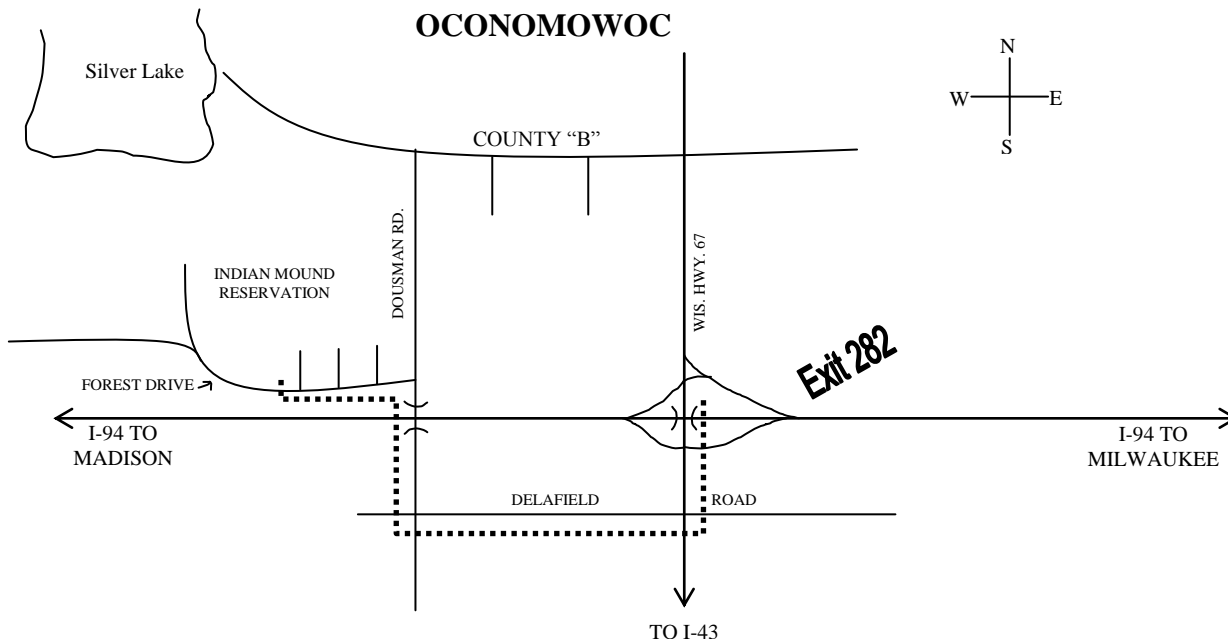 OCONOMOWOC
Silver Lake
N
W
E
S
COUNTY “B”
DOUSMAN RD.
WIS. HWY. 67
INDIAN MOUND
RESERVATION
FOREST DRIVE
Exit 282
I-94 TO
MADISON
I-94 TO
MILWAUKEE
DELAFIELD
ROAD
TO I-43